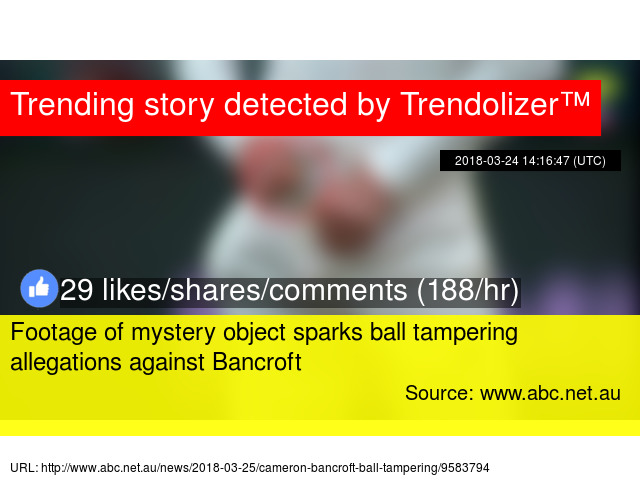 Trending story detected by Trendolizer™
2018-03-24 14:16:47 (UTC)
29 likes/shares/comments (188/hr)
Footage of mystery object sparks ball tampering
allegations against Bancroft
Source: www.abc.net.au
URL: http://www.abc.net.au/news/2018-03-25/cameron-bancroft-ball-tampering/9583794